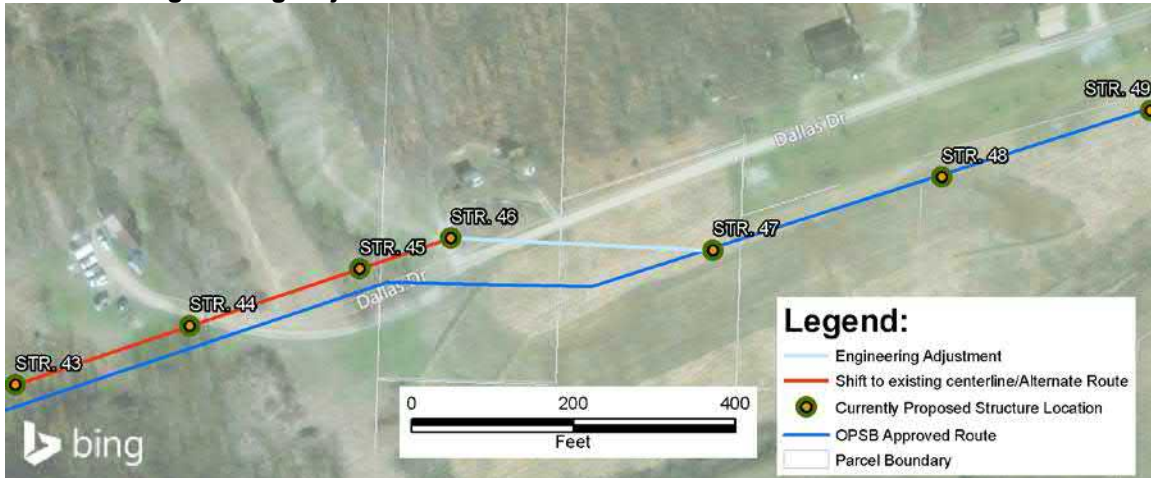 STR. 49
Dallas Dr
STR. 48
STR. 46
STR. 47
STR. 45
Dallas Dr
STR. 44
STR. 43
Legend:
Engineering Adjustment
Shift to existing centerline/Alternate Route
Currently Proposed Structure Location
OPSB Approved Route
Parcel Boundary
0 200 400
Feet
bing